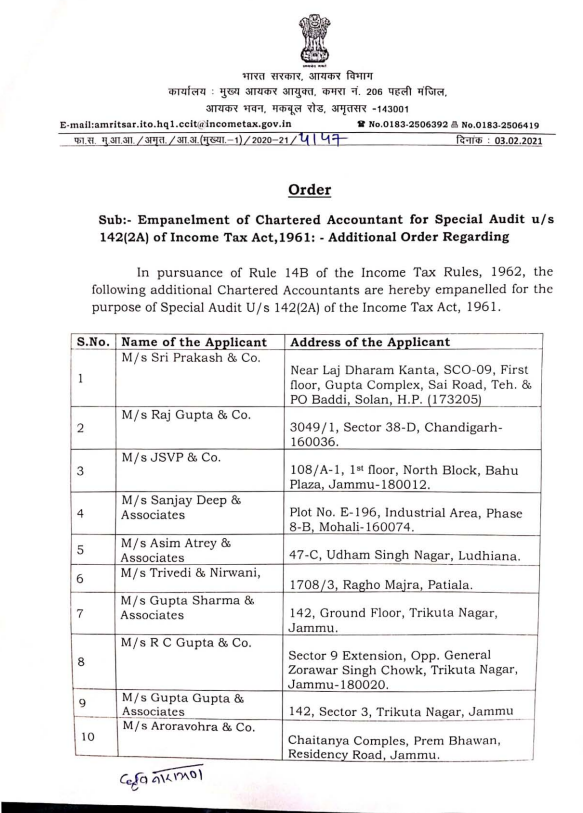 भारत सरकार, आयकर विभाग
कार्यालय : मुख्य आयकर आयुक्त, कमरा नं. 206 पहली मंजिल,
आयकर भवन, मकबूल रोड, अमृतसर -143001
E-mail:amritsar.ito.hq1.ccit@incometax.gov.in ☎ No.0183-2506392 🖷 No.0183-2506419
फा.स. मु.आ.आ./अमृत./आ.अ.(मुख्या.-1)/2020-21/4147 दिनांक : 03.02.2021
Order
Sub:- Empanelment of Chartered Accountant for Special Audit u/s
142(2A) of Income Tax Act,1961: - Additional Order Regarding
In pursuance of Rule 14B of the Income Tax Rules, 1962, the
following additional Chartered Accountants are hereby empanelled for the
purpose of Special Audit U/s 142(2A) of the Income Tax Act, 1961.
S.No. Name of the Applicant Address of the Applicant
1 M/s Sri Prakash & Co. Near Laj Dharam Kanta, SCO-09, First
floor, Gupta Complex, Sai Road, Teh. &
PO Baddi, Solan, H.P. (173205)
2 M/s Raj Gupta & Co. 3049/1, Sector 38-D, Chandigarh-
160036.
3 M/s JSVP & Co. 108/A-1, 1st floor, North Block, Bahu
Plaza, Jammu-180012.
4 M/s Sanjay Deep & Plot No. E-196, Industrial Area, Phase
Associates 8-B, Mohali-160074.
5 M/s Asim Atrey &
Associates 47-C, Udham Singh Nagar, Ludhiana.
6 M/s Trivedi & Nirwani, 1708/3, Ragho Majra, Patiala.
7 M/s Gupta Sharma & 142, Ground Floor, Trikuta Nagar,
Associates Jammu.
8 M/s R C Gupta & Co. Sector 9 Extension, Opp. General
Zorawar Singh Chowk, Trikuta Nagar,
Jammu-180020.
9 M/s Gupta Gupta &
Associates 142, Sector 3, Trikuta Nagar, Jammu
10 M/s Aroravohra & Co. Chaitanya Comples, Prem Bhawan,
Residency Road, Jammu.